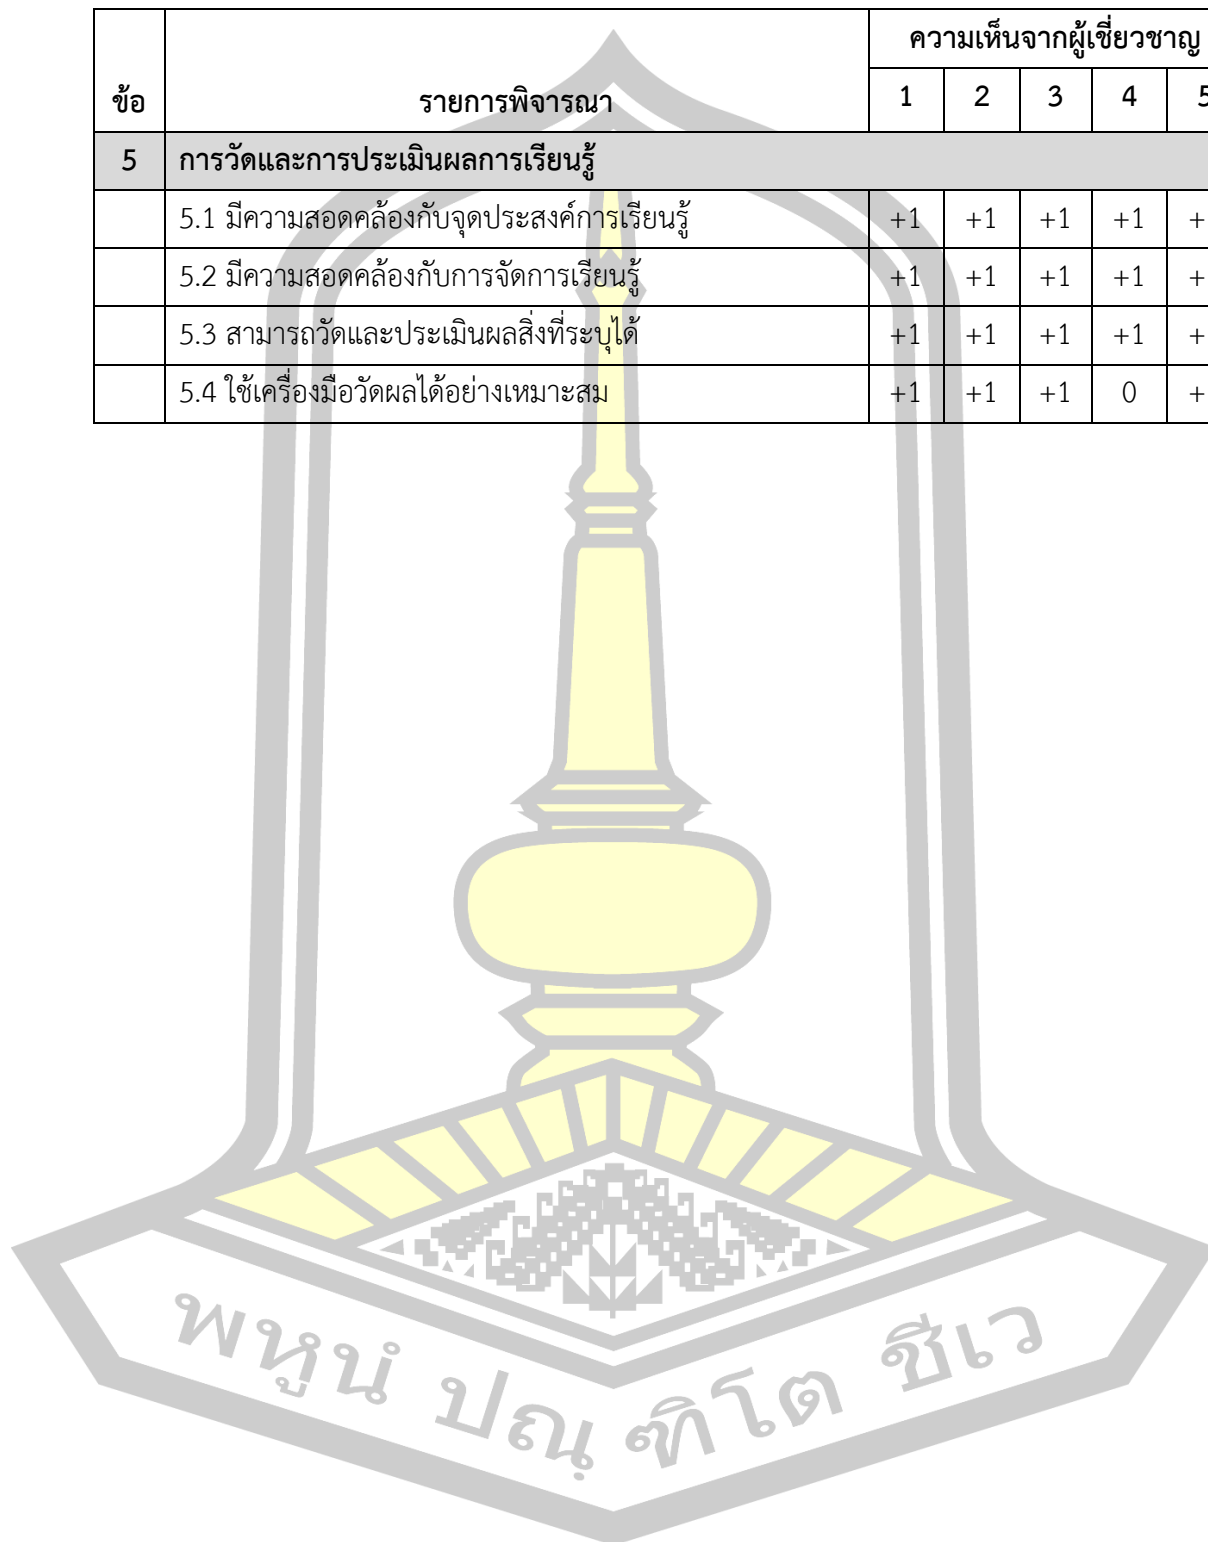 ความเห็นจากผู้เชี่ยวชาญ
ข้อ รายการพิจารณา 1 2 3 4 5
5 การวัดและการประเมินผลการเรียนรู้
5.1 มีความสอดคล้องกับจุดประสงค์การเรียนรู้ +1 +1 +1 +1 +
5.2 มีความสอดคล้องกับการจัดการเรียนรู้ +1 +1 +1 +1 +
5.3 สามารถวัดและประเมินผลสิ่งที่ระบุได้ +1 +1 +1 +1 +
5.4 ใช้เครื่องมือวัดผลได้อย่างเหมาะสม +1 +1 +1 0 +
พหูนํ ปณฺ ฑิโต ชีเว